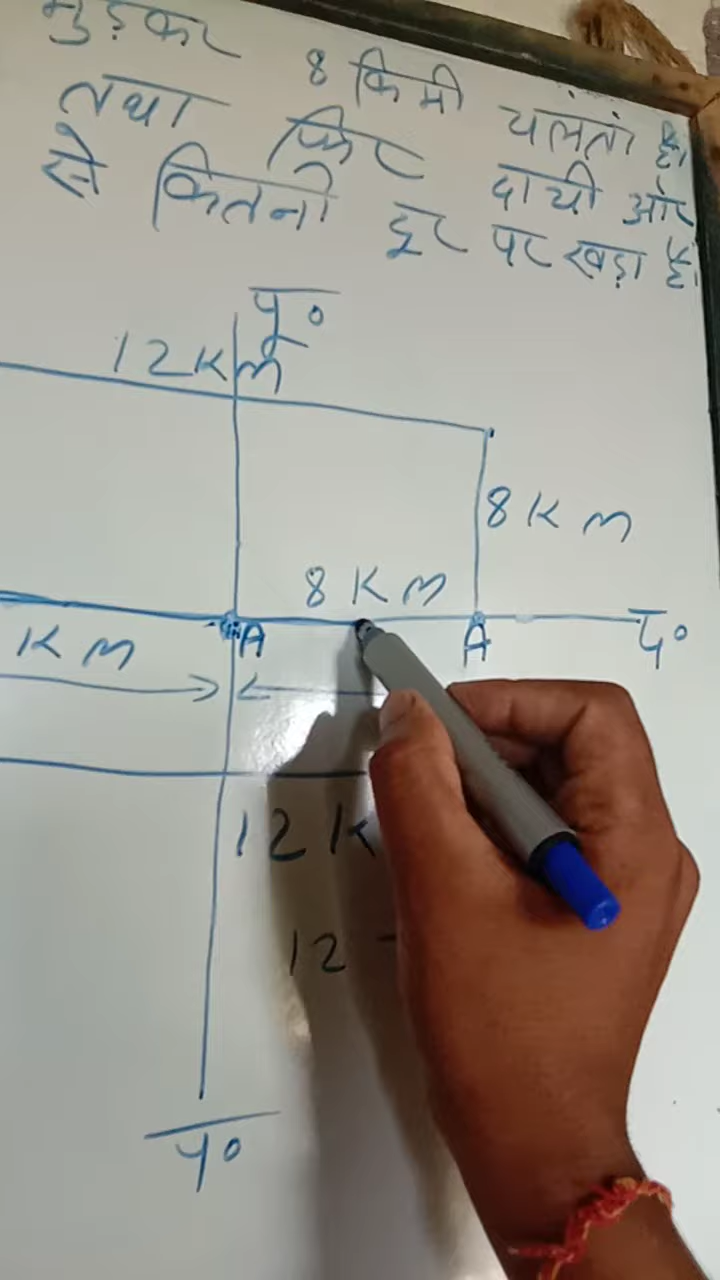 मुड़कर 8 किमी चलता है।
तथा फिर दायी ओर
से कितनी दूर पर खड़ा है।
पू०
12 Km
8 Km
8 Km
Km A A प०
12 K
12 -
प०